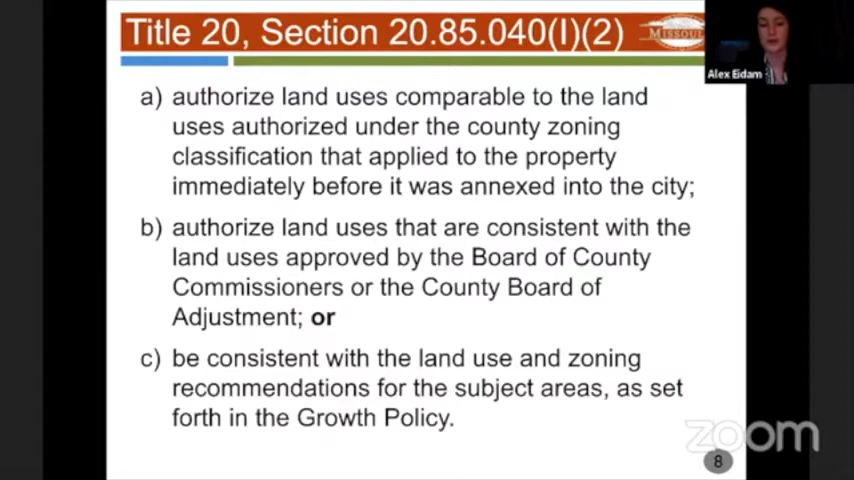 Title 20, Section 20.85.040(I)(2)
Alex Eidam
a) authorize land uses comparable to the land
uses authorized under the county zoning
classification that applied to the property
immediately before it was annexed into the city;
b) authorize land uses that are consistent with the
land uses approved by the Board of County
Commissioners or the County Board of
Adjustment; or
c) be consistent with the land use and zoning
recommendations for the subject areas, as set
forth in the Growth Policy.
zoom
8